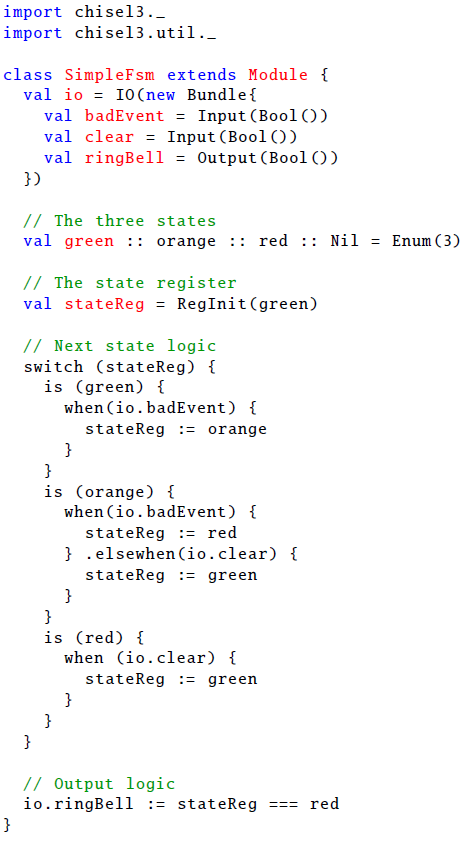 import chisel3._
import chisel3.util._

class SimpleFsm extends Module {
  val io = IO(new Bundle{
    val badEvent = Input(Bool())
    val clear = Input(Bool())
    val ringBell = Output(Bool())
  })

  // The three states
  val green :: orange :: red :: Nil = Enum(3)

  // The state register
  val stateReg = RegInit(green)

  // Next state logic
  switch (stateReg) {
    is (green) {
      when(io.badEvent) {
        stateReg := orange
      }
    }
    is (orange) {
      when(io.badEvent) {
        stateReg := red
      } .elsewhen(io.clear) {
        stateReg := green
      }
    }
    is (red) {
      when (io.clear) {
        stateReg := green
      }
    }
  }

  // Output logic
  io.ringBell := stateReg === red
}